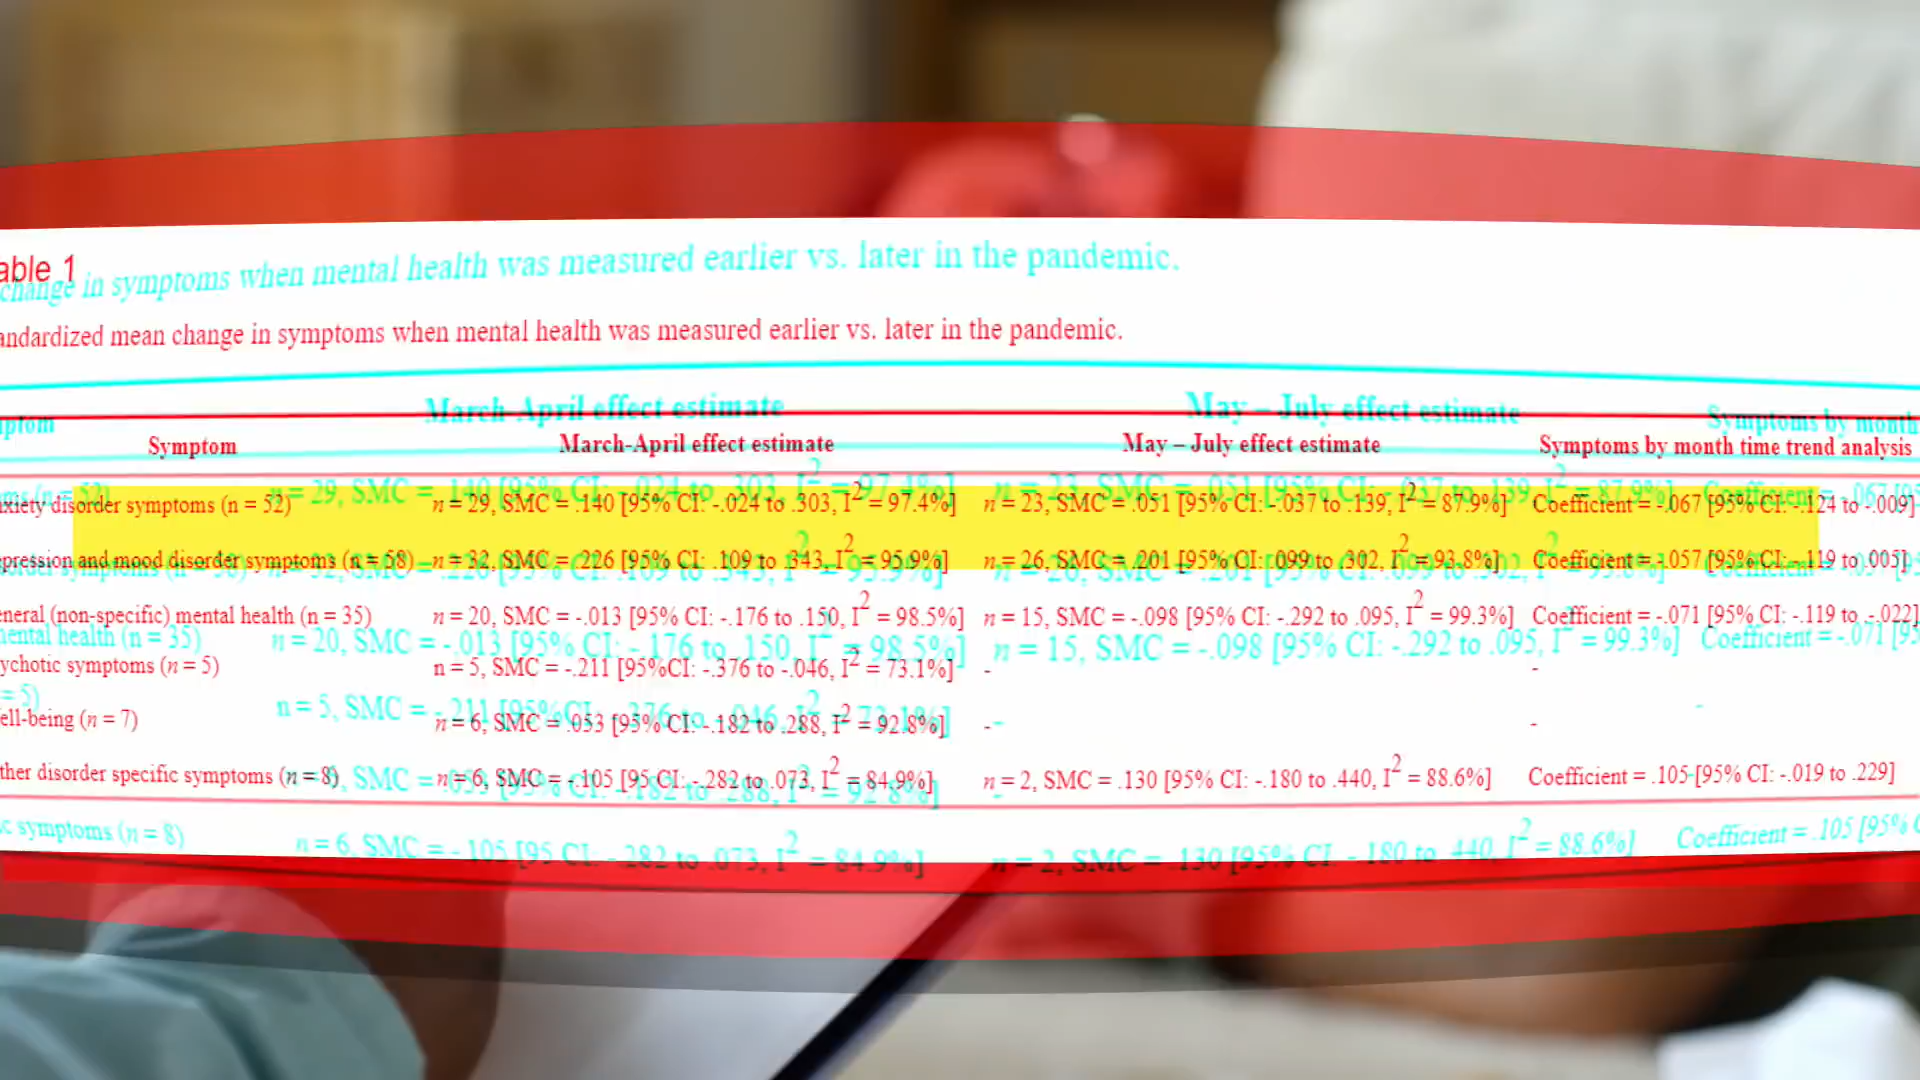 able 1
andardized mean change in symptoms when mental health was measured earlier vs. later in the pandemic.
Symptom March-April effect estimate May – July effect estimate Symptoms by month time trend analysis
xiety disorder symptoms (n = 52) n = 29, SMC = .140 [95% CI: -.024 to .303, I2 = 97.4%] n = 23, SMC = .051 [95% CI: -.037 to .139, I2 = 87.9%] Coefficient = -.067 [95% CI: -.124 to -.009]
pression and mood disorder symptoms (n = 58) n = 32, SMC = .226 [95% CI: .109 to .343, I2 = 95.9%] n = 26, SMC = .201 [95% CI: .099 to .302, I2 = 93.8%] Coefficient = -.057 [95% CI: -.119 to .005]
eneral (non-specific) mental health (n = 35) n = 20, SMC = -.013 [95% CI: -.176 to .150, I2 = 98.5%] n = 15, SMC = -.098 [95% CI: -.292 to .095, I2 = 99.3%] Coefficient = -.071 [95% CI: -.119 to -.022]
ychotic symptoms (n = 5) n = 5, SMC = -.211 [95%CI: -.376 to -.046, I2 = 73.1%] - -
ell-being (n = 7) n = 6, SMC = .053 [95% CI: -.182 to .288, I2 = 92.8%] - -
ther disorder specific symptoms (n = 8) n = 6, SMC = -.105 [95 CI: -.282 to .073, I2 = 84.9%] n = 2, SMC = .130 [95% CI: -.180 to .440, I2 = 88.6%] Coefficient = .105 [95% CI: -.019 to .229]